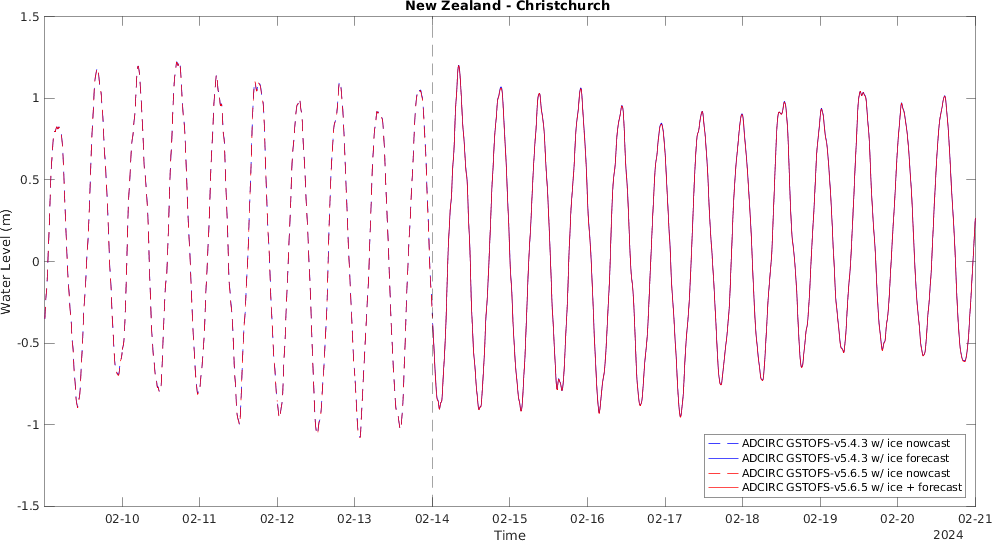 New Zealand - Christchurch
Water Level (m)
1.5
1
0.5
0
-0.5
-1
-1.5
ADCIRC GSTOFS-v5.4.3 w/ ice nowcast
ADCIRC GSTOFS-v5.4.3 w/ ice forecast
ADCIRC GSTOFS-v5.6.5 w/ ice nowcast
ADCIRC GSTOFS-v5.6.5 w/ ice + forecast
02-10 02-11 02-12 02-13 02-14 02-15 02-16 02-17 02-18 02-19 02-20 02-21
Time
2024